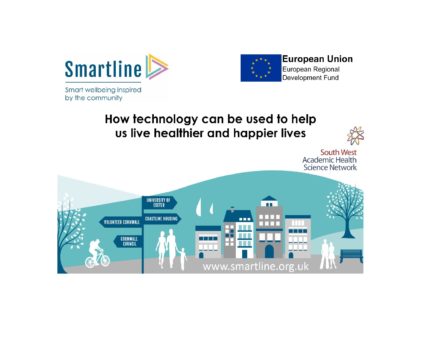 Smartline
Smart wellbeing inspired
by the community
European Union
European Regional
Development Fund
How technology can be used to help
us live healthier and happier lives
South West
Academic Health
Science Network
UNIVERSITY OF
EXETER
VOLUNTEER CORNWALL
COASTLINE HOUSING
CORNWALL
COUNCIL
www.smartline.org.uk